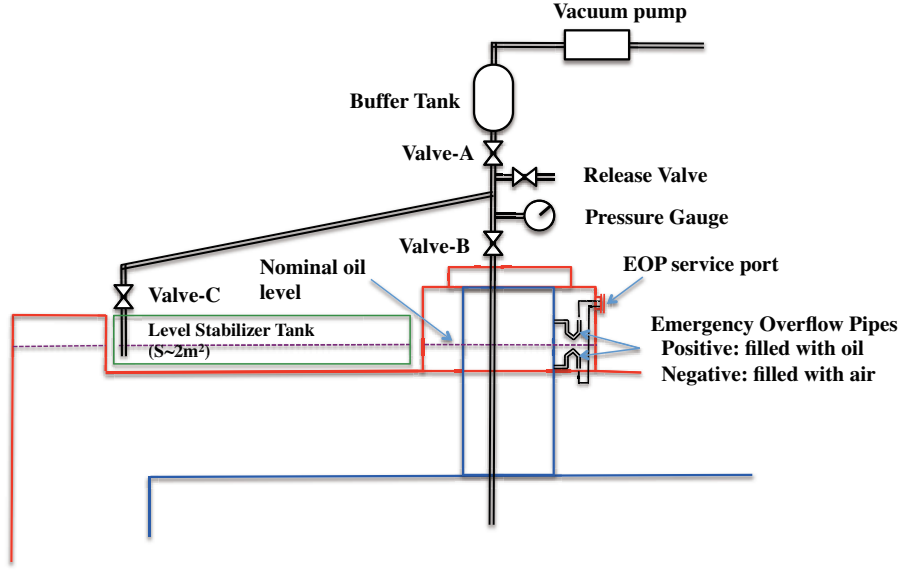 Vacuum pump
Buffer Tank
Valve-A
Release Valve
Pressure Gauge
Valve-B
Nominal oil
level
EOP service port
Valve-C
Level Stabilizer Tank
(S~2m²)
Emergency Overflow Pipes
Positive: filled with oil
Negative: filled with air